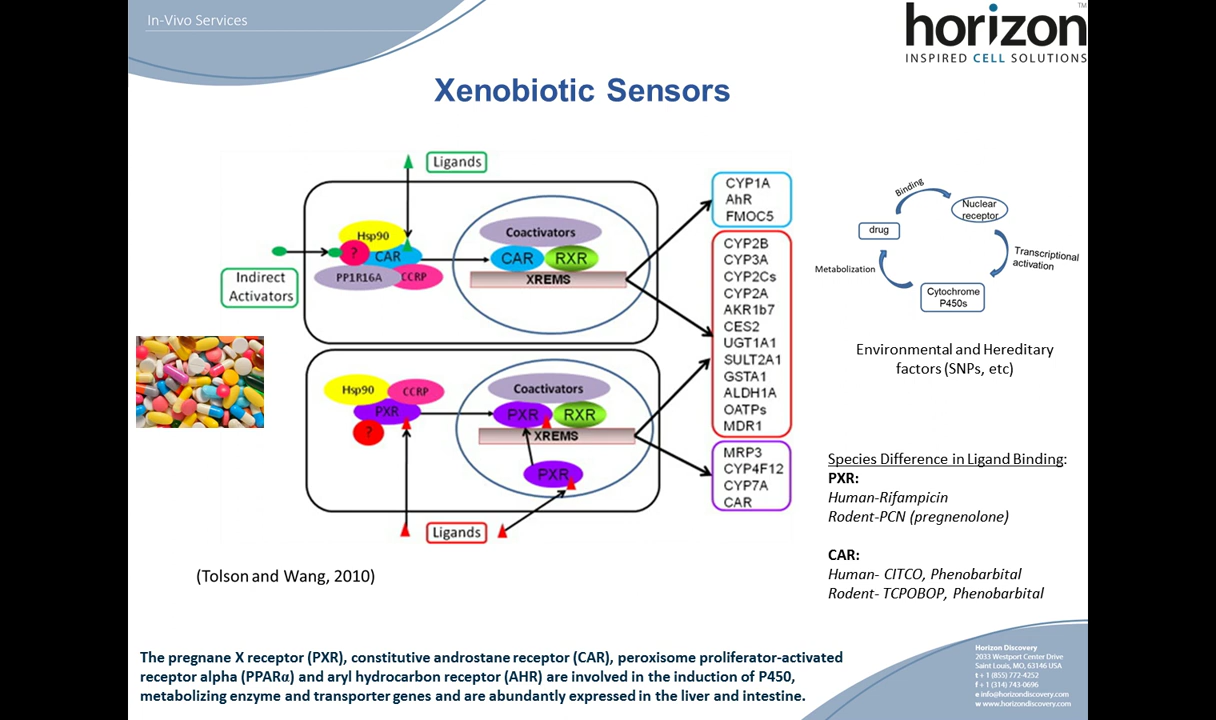 In-Vivo Services
horizon™
INSPIRED CELL SOLUTIONS
Xenobiotic Sensors
Ligands
Hsp90
?
CAR
PP1R16A
CCRP
Indirect
Activators
Coactivators
CAR
RXR
XREMS
Hsp90
CCRP
PXR
?
Coactivators
PXR
RXR
XREMS
PXR
Ligands
CYP1A
AhR
FMOC5
CYP2B
CYP3A
CYP2Cs
CYP2A
AKR1b7
CES2
UGT1A1
SULT2A1
GSTA1
ALDH1A
OATPs
MDR1
MRP3
CYP4F12
CYP7A
CAR
(Tolson and Wang, 2010)
Binding
Nuclear
receptor
drug
Transcriptional
activation
Metabolization
Cytochrome
P450s
Environmental and Hereditary
factors (SNPs, etc)
Species Difference in Ligand Binding:
PXR:
Human-Rifampicin
Rodent-PCN (pregnenolone)
CAR:
Human- CITCO, Phenobarbital
Rodent- TCPOBOP, Phenobarbital
The pregnane X receptor (PXR), constitutive androstane receptor (CAR), peroxisome proliferator-activated
receptor alpha (PPARα) and aryl hydrocarbon receptor (AHR) are involved in the induction of P450,
metabolizing enzyme and transporter genes and are abundantly expressed in the liver and intestine.
Horizon Discovery
2033 Westport Center Drive
Saint Louis, MO, 63146 USA
t + 1 (855) 772-4252
f + 1 (314) 743-0696
e info@horizondiscovery.com
w www.horizondiscovery.com